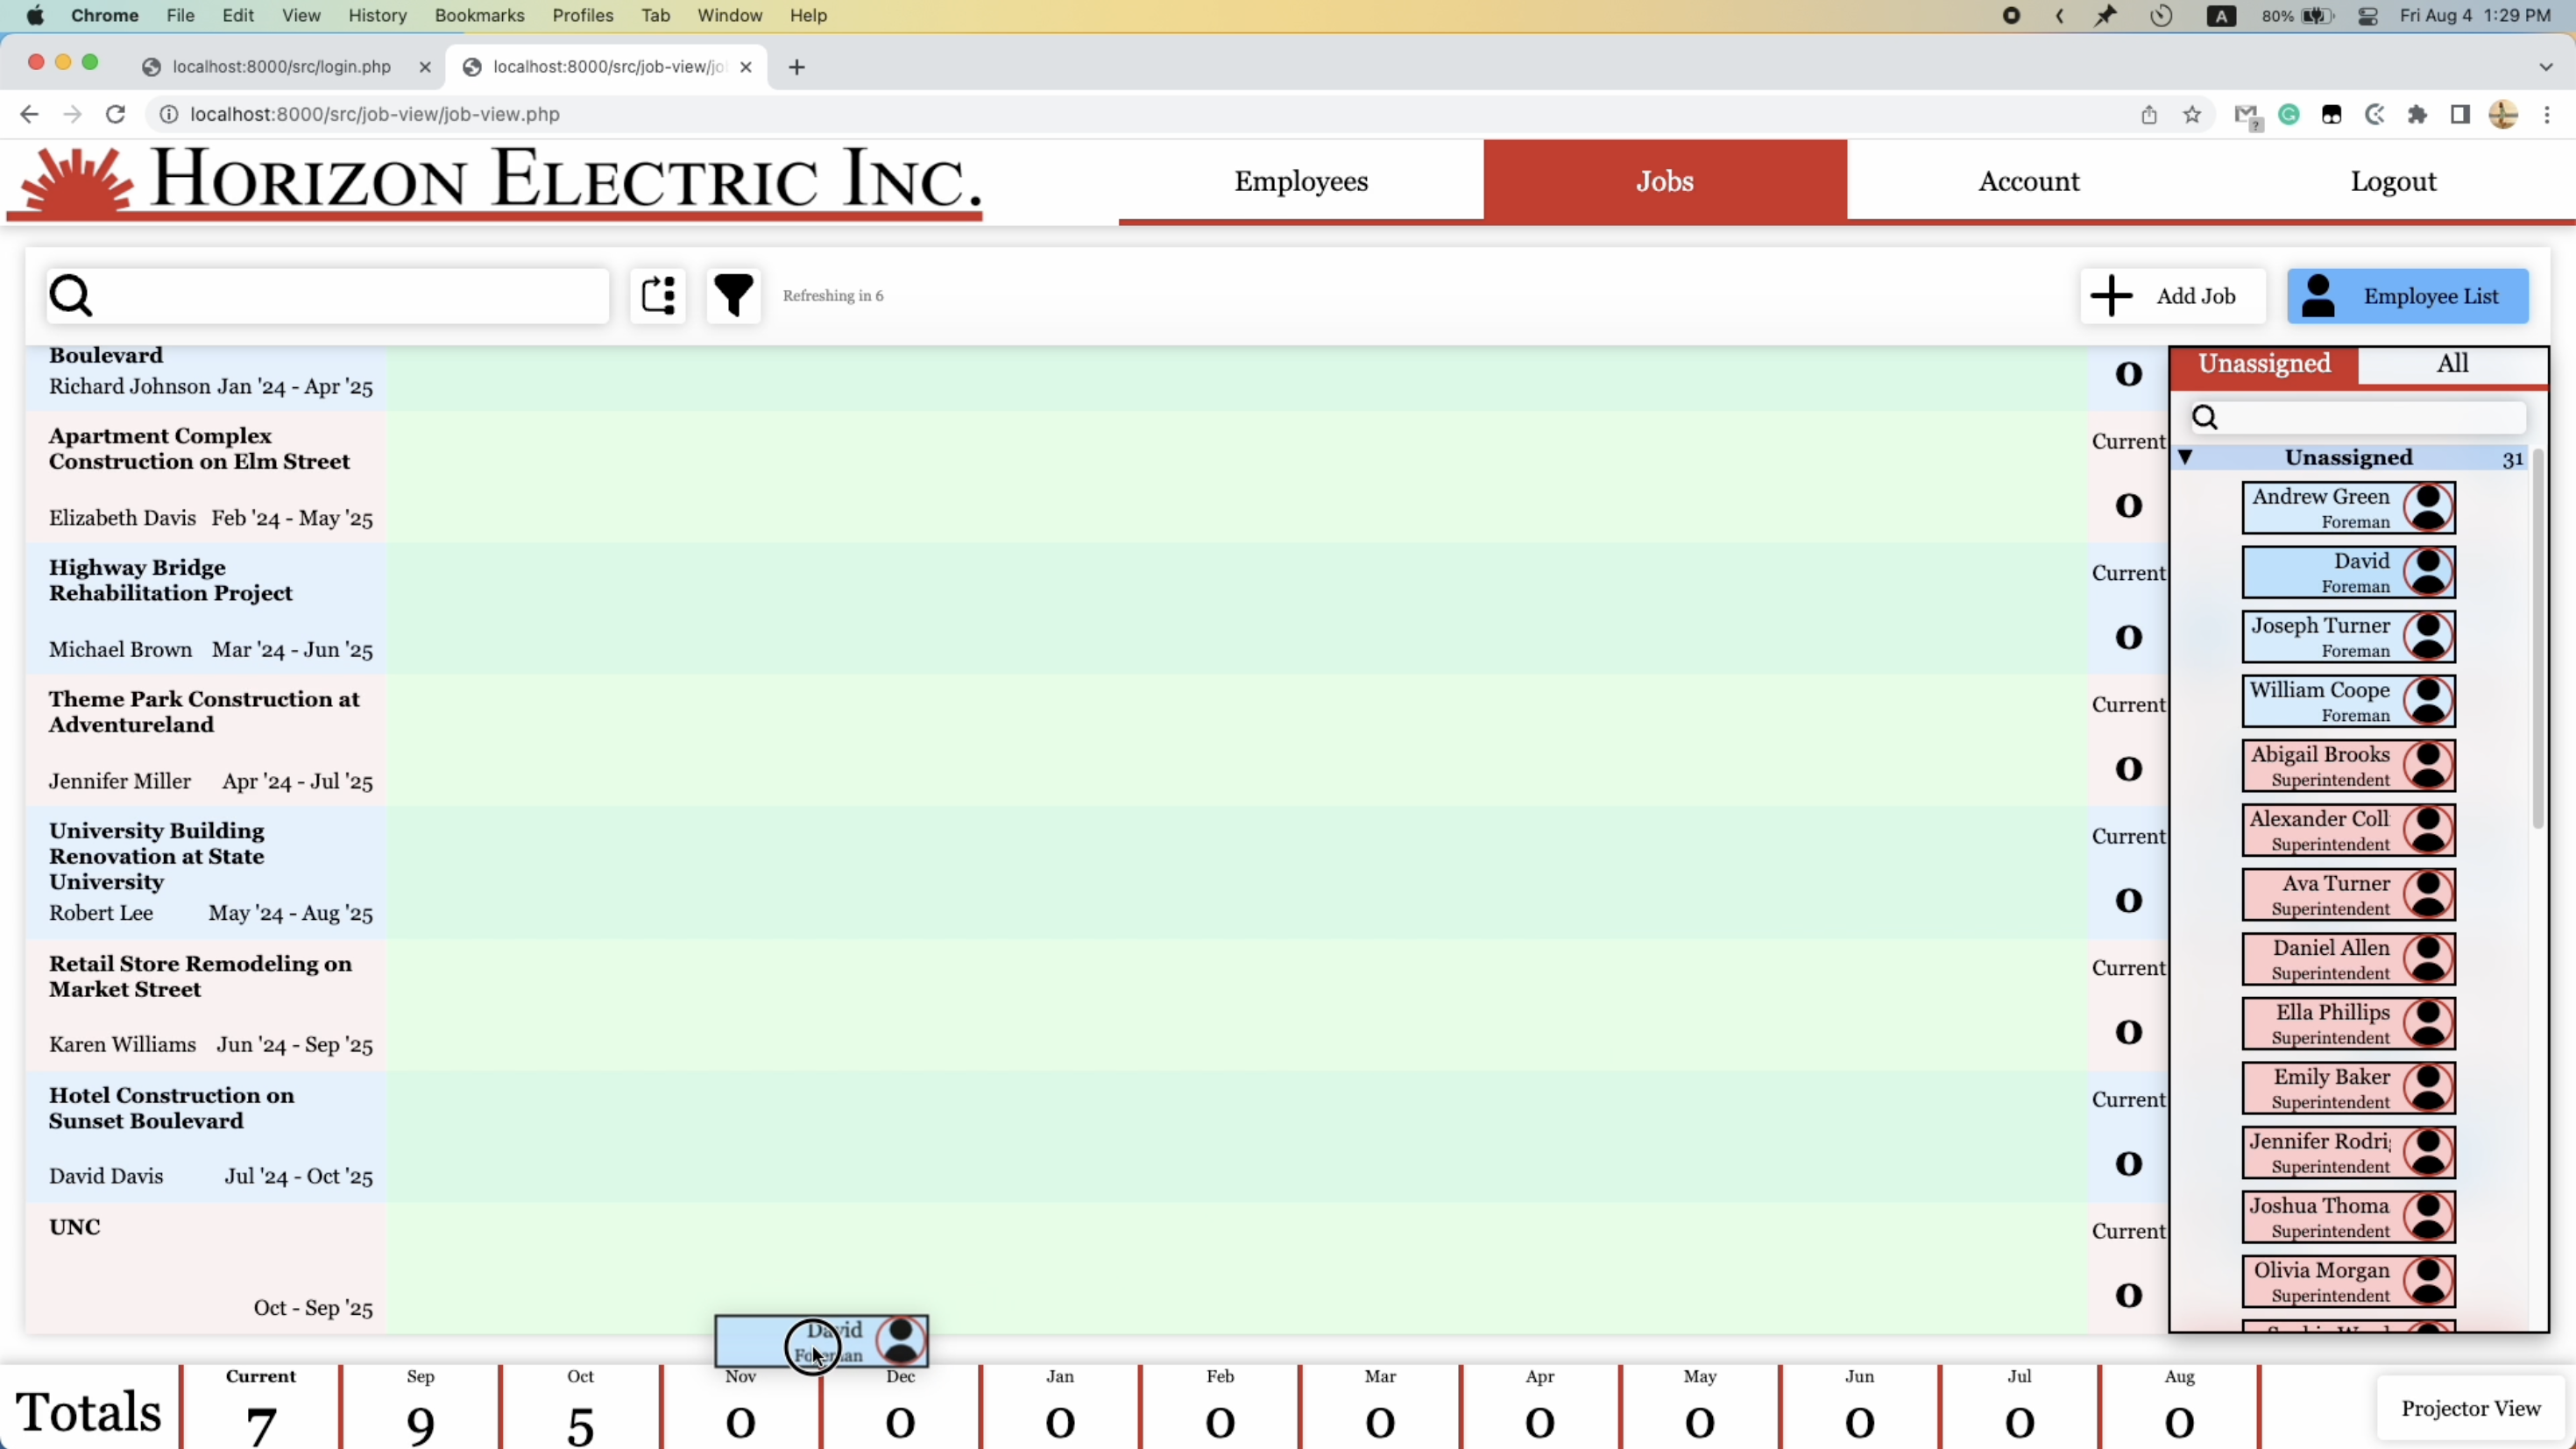 Chrome File Edit View History Bookmarks Profiles Tab Window Help A 80% Fri Aug 4 1:29 PM
localhost:8000/src/login.php localhost:8000/src/job-view/jo
localhost:8000/src/job-view/job-view.php
HORIZON ELECTRIC INC. Employees Jobs Account Logout
Refreshing in 6 Add Job Employee List
Boulevard
Richard Johnson Jan '24 - Apr '25
0
Apartment Complex
Construction on Elm Street
Elizabeth Davis Feb '24 - May '25
Current
0
Highway Bridge
Rehabilitation Project
Michael Brown Mar '24 - Jun '25
Current
0
Theme Park Construction at
Adventureland
Jennifer Miller Apr '24 - Jul '25
Current
0
University Building
Renovation at State
University
Robert Lee May '24 - Aug '25
Current
0
Retail Store Remodeling on
Market Street
Karen Williams Jun '24 - Sep '25
Current
0
Hotel Construction on
Sunset Boulevard
David Davis Jul '24 - Oct '25
Current
0
UNC
Oct - Sep '25
Current
0
Unassigned All
Unassigned 31
Andrew Green
Foreman
David
Foreman
Joseph Turner
Foreman
William Coope
Foreman
Abigail Brooks
Superintendent
Alexander Coll
Superintendent
Ava Turner
Superintendent
Daniel Allen
Superintendent
Ella Phillips
Superintendent
Emily Baker
Superintendent
Jennifer Rodri
Superintendent
Joshua Thoma
Superintendent
Olivia Morgan
Superintendent
David
Foreman
Totals
Current Sep Oct Nov Dec Jan Feb Mar Apr May Jun Jul Aug
7 9 5 0 0 0 0 0 0 0 0 0 0
Projector View